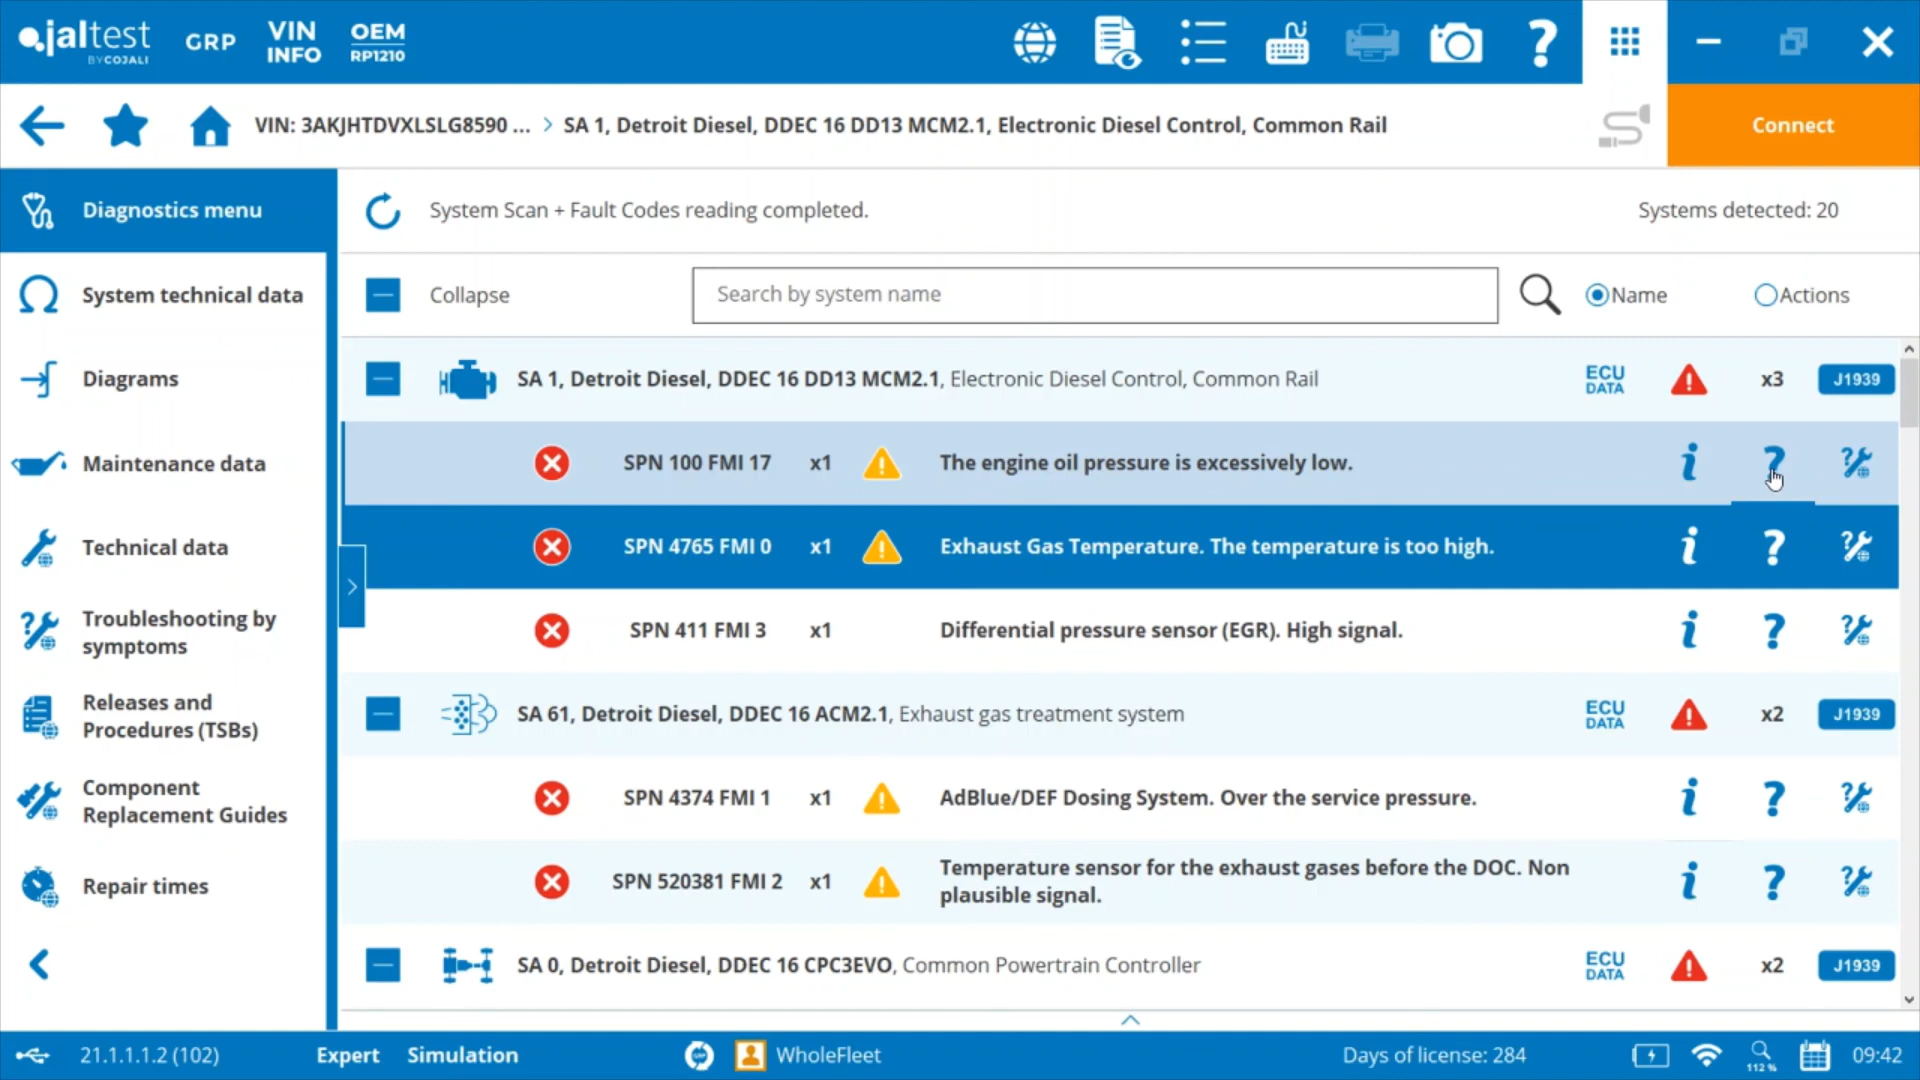 jaltest
BY COJALI
GRP
VIN
INFO
OEM
RP1210
?
VIN: 3AKJHTDVXLSLG8590 ... > SA 1, Detroit Diesel, DDEC 16 DD13 MCM2.1, Electronic Diesel Control, Common Rail
Connect
Diagnostics menu
System technical data
Diagrams
Maintenance data
Technical data
Troubleshooting by
symptoms
Releases and
Procedures (TSBs)
Component
Replacement Guides
Repair times
System Scan + Fault Codes reading completed.
Systems detected: 20
Collapse
Search by system name
Name
Actions
SA 1, Detroit Diesel, DDEC 16 DD13 MCM2.1, Electronic Diesel Control, Common Rail
ECU
DATA
x3
J1939
SPN 100 FMI 17 x1 The engine oil pressure is excessively low. i ?
SPN 4765 FMI 0 x1 Exhaust Gas Temperature. The temperature is too high. i ?
SPN 411 FMI 3 x1 Differential pressure sensor (EGR). High signal. i ?
SA 61, Detroit Diesel, DDEC 16 ACM2.1, Exhaust gas treatment system
ECU
DATA
x2
J1939
SPN 4374 FMI 1 x1 AdBlue/DEF Dosing System. Over the service pressure. i ?
SPN 520381 FMI 2 x1 Temperature sensor for the exhaust gases before the DOC. Non
plausible signal.
i ?
SA 0, Detroit Diesel, DDEC 16 CPC3EVO, Common Powertrain Controller
ECU
DATA
x2
J1939
21.1.1.1.2 (102)
Expert
Simulation
WholeFleet
Days of license: 284
112 %
09:42